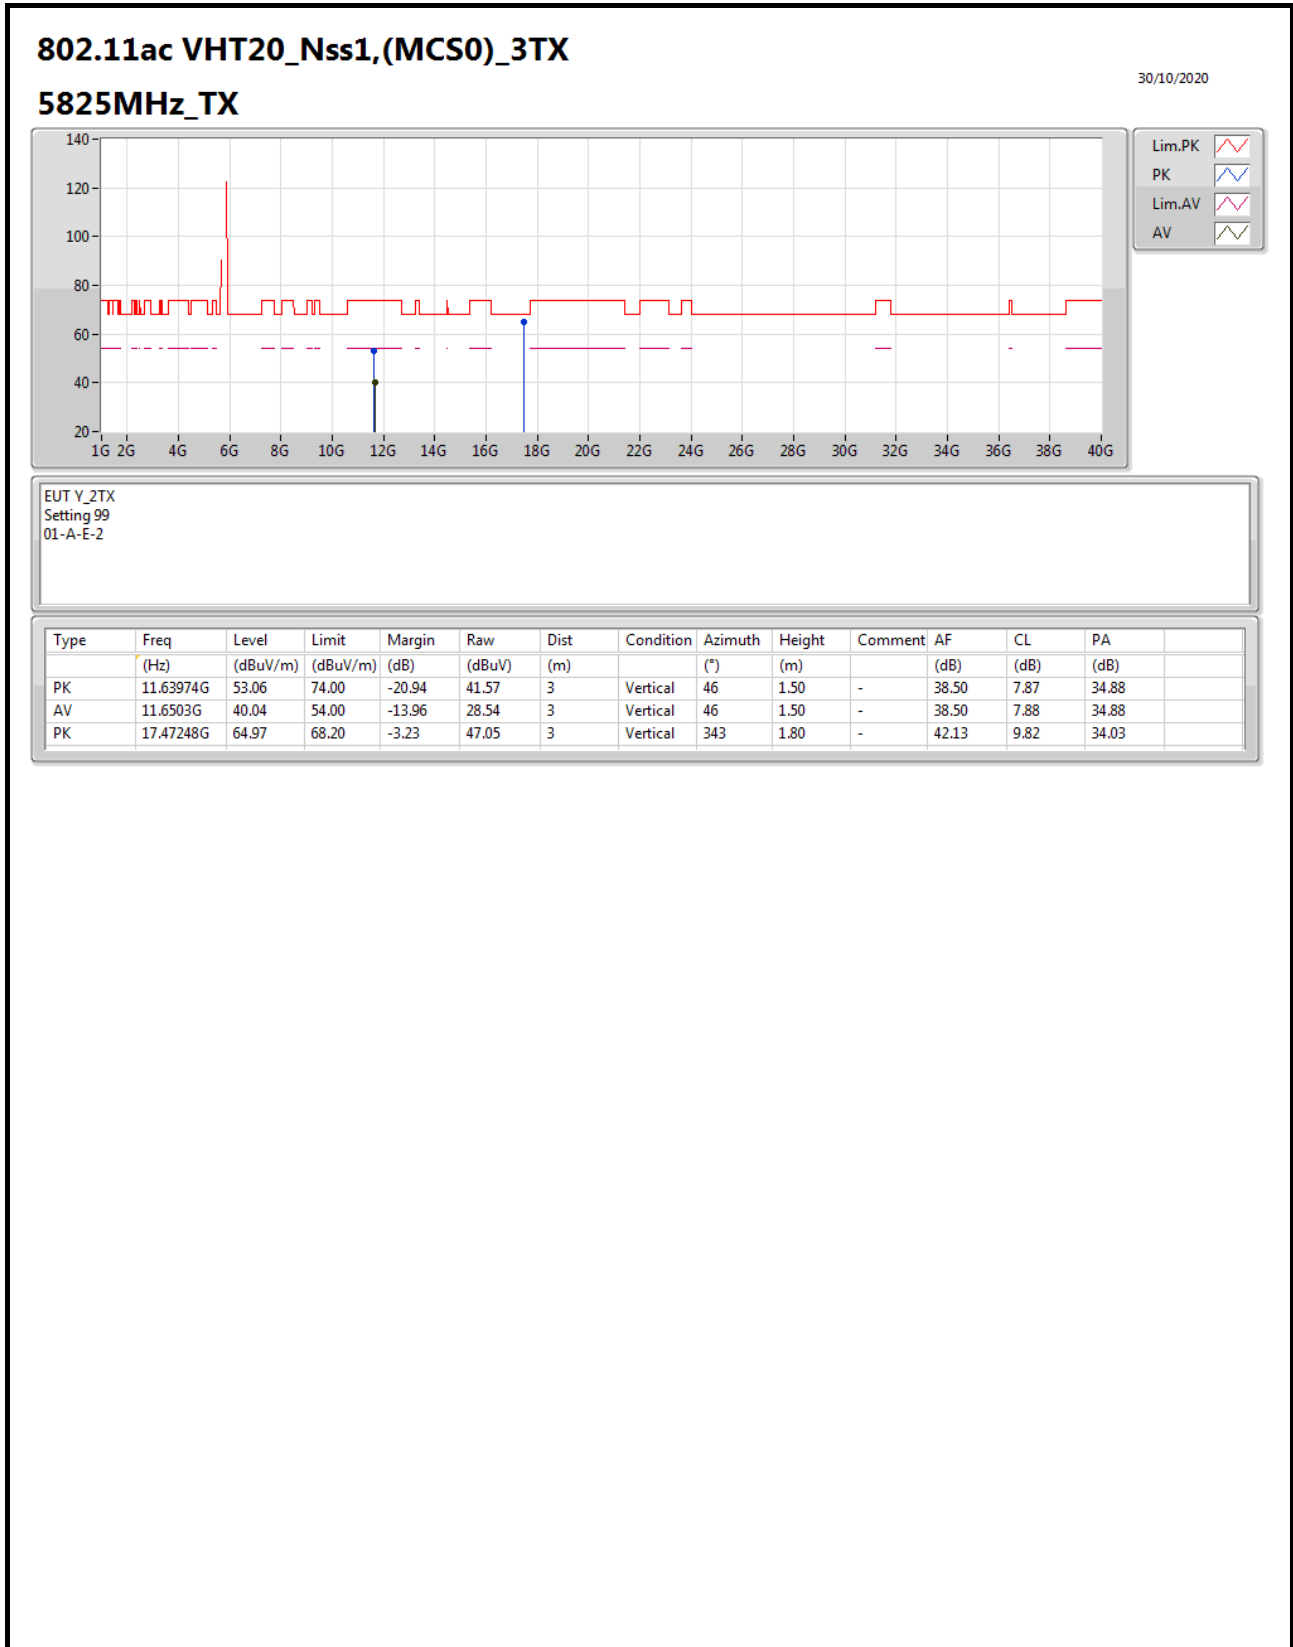 802.11ac VHT20_Nss1,(MCS0)_3TX
30/10/2020
5825MHz_TX
140
120
100
80
60
40
20
1G 2G 4G 6G 8G 10G 12G 14G 16G 18G 20G 22G 24G 26G 28G 30G 32G 34G 36G 38G 40G
Lim.PK
PK
Lim.AV
AV
EUT Y_2TX
Setting 99
01-A-E-2
Type Freq Level Limit Margin Raw Dist Condition Azimuth Height Comment AF CL PA
(Hz) (dBuV/m) (dBuV/m) (dB) (dBuV) (m) (°) (m) (dB) (dB) (dB)
PK 11.63974G 53.06 74.00 -20.94 41.57 3 Vertical 46 1.50 - 38.50 7.87 34.88
AV 11.6503G 40.04 54.00 -13.96 28.54 3 Vertical 46 1.50 - 38.50 7.88 34.88
PK 17.47248G 64.97 68.20 -3.23 47.05 3 Vertical 343 1.80 - 42.13 9.82 34.03